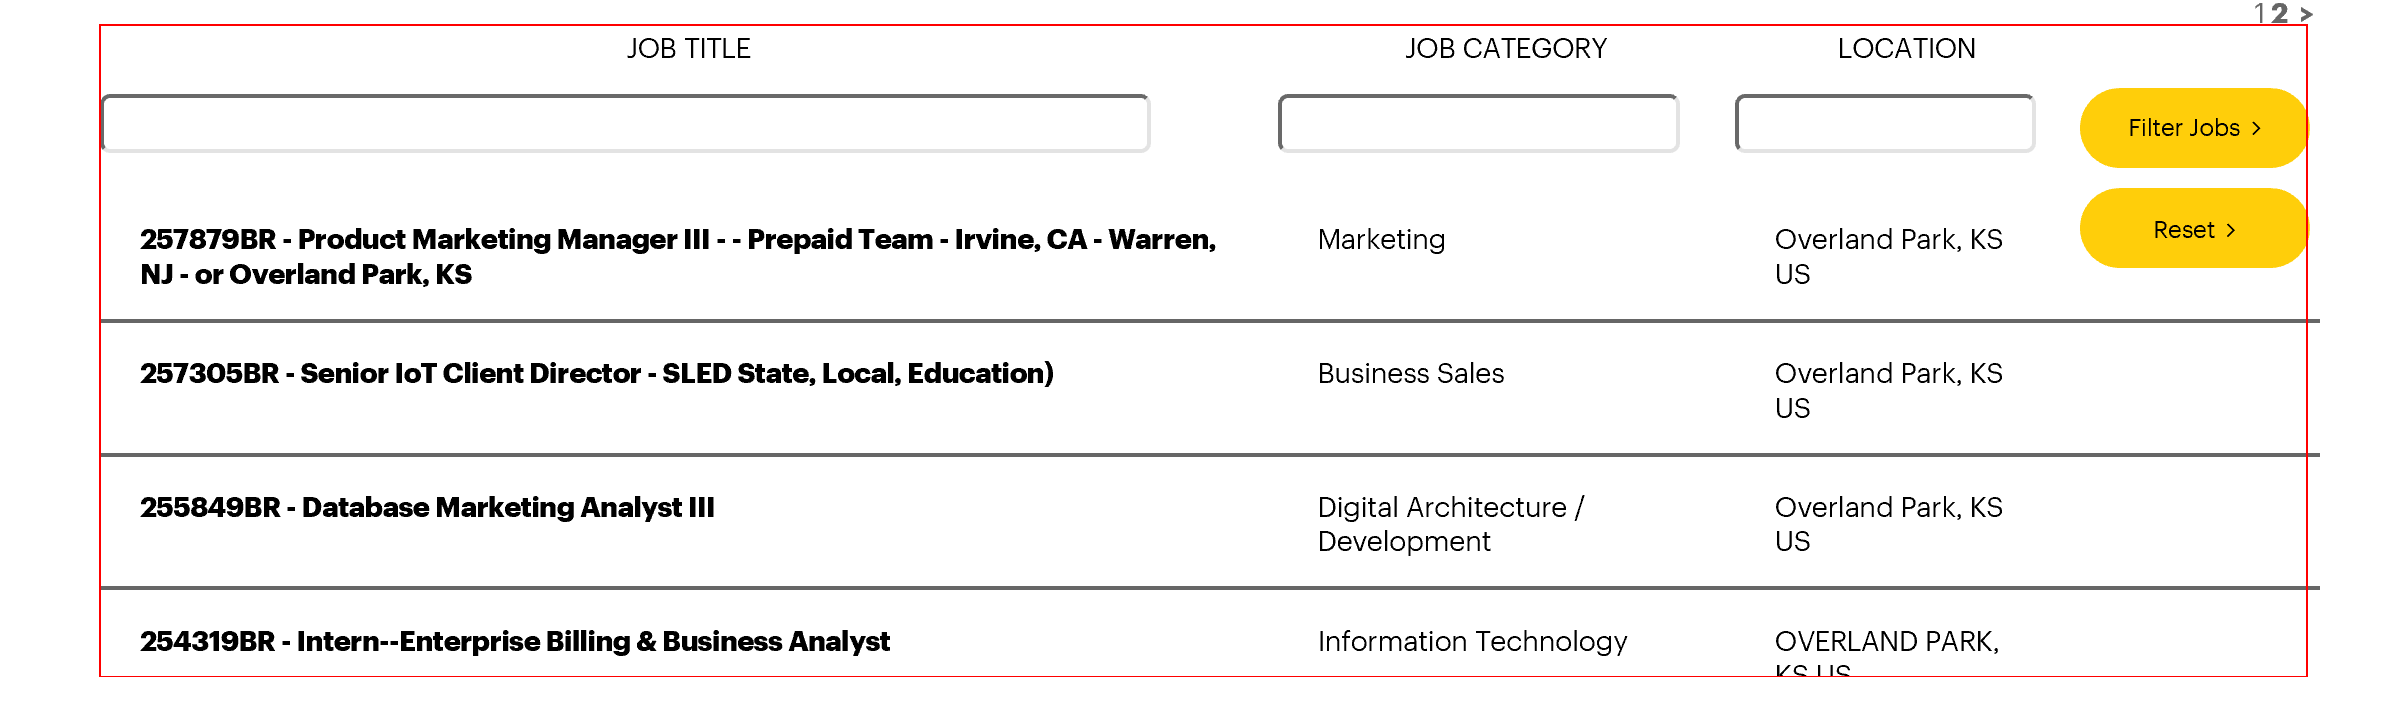 1 2 >
JOB TITLE JOB CATEGORY LOCATION
Filter Jobs >
Reset >
257879BR - Product Marketing Manager III - - Prepaid Team - Irvine, CA - Warren,
NJ - or Overland Park, KS
Marketing
Overland Park, KS
US
257305BR - Senior IoT Client Director - SLED State, Local, Education)
Business Sales
Overland Park, KS
US
255849BR - Database Marketing Analyst III
Digital Architecture /
Development
Overland Park, KS
US
254319BR - Intern--Enterprise Billing & Business Analyst
Information Technology
OVERLAND PARK,
KS US